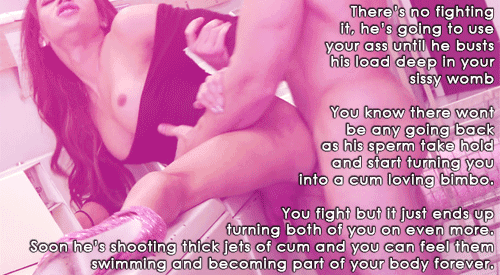 There's no fighting
it, he's going to use
your ass until he busts
his load deep in your
sissy womb
You know there wont
be any going back
as his sperm take hold
and start turning you
into a cum loving bimbo.
You fight but it just ends up
turning both of you on even more.
Soon he's shooting thick jets of cum and you can feel them
swimming and becoming part of your body forever.